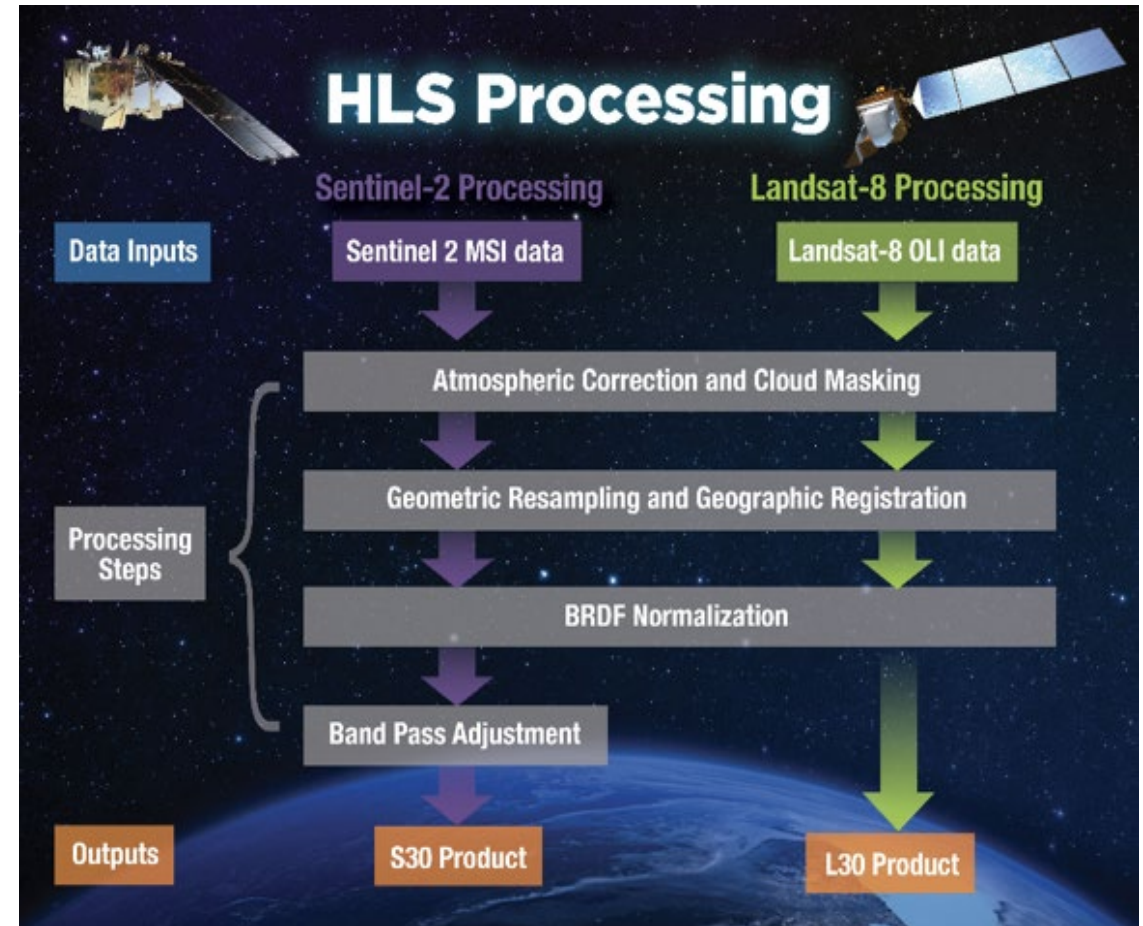 HLS Processing
Sentinel-2 Processing
Landsat-8 Processing
Data Inputs
Sentinel 2 MSI data
Landsat-8 OLI data
Atmospheric Correction and Cloud Masking
Geometric Resampling and Geographic Registration
Processing
Steps
BRDF Normalization
Band Pass Adjustment
Outputs
S30 Product
L30 Product